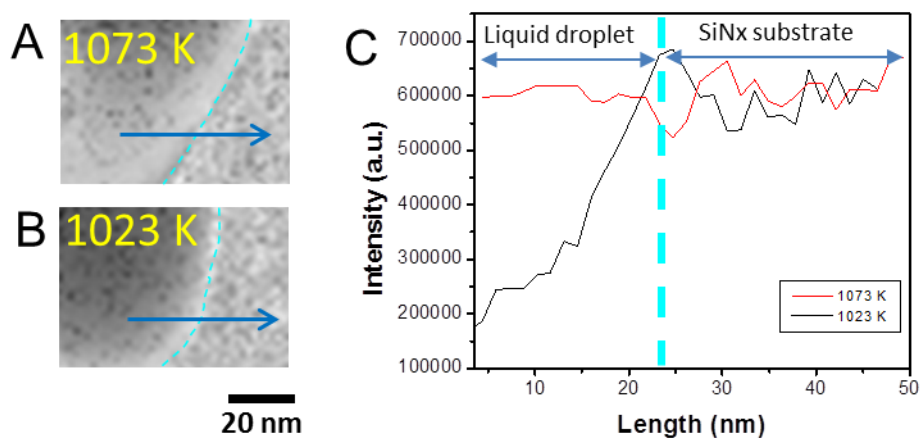 A
1073 K
B
1023 K
20 nm
C
Liquid droplet
SiNx substrate
700000
600000
500000
400000
300000
200000
100000
Intensity (a.u.)
1073 K
1023 K
10
20
30
40
50
Length (nm)